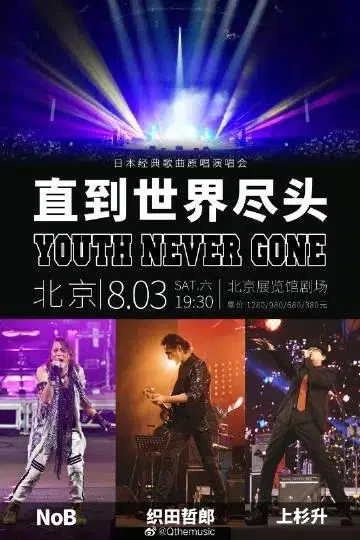 日本经典歌曲原唱演唱会
直到世界尽头
YOUTH NEVER GONE
北京 8.03 SAT.六 19:30 北京展览馆剧场
票价:1280/980/680/380元
NoB 织田哲郎 上杉升
@Qthemusic